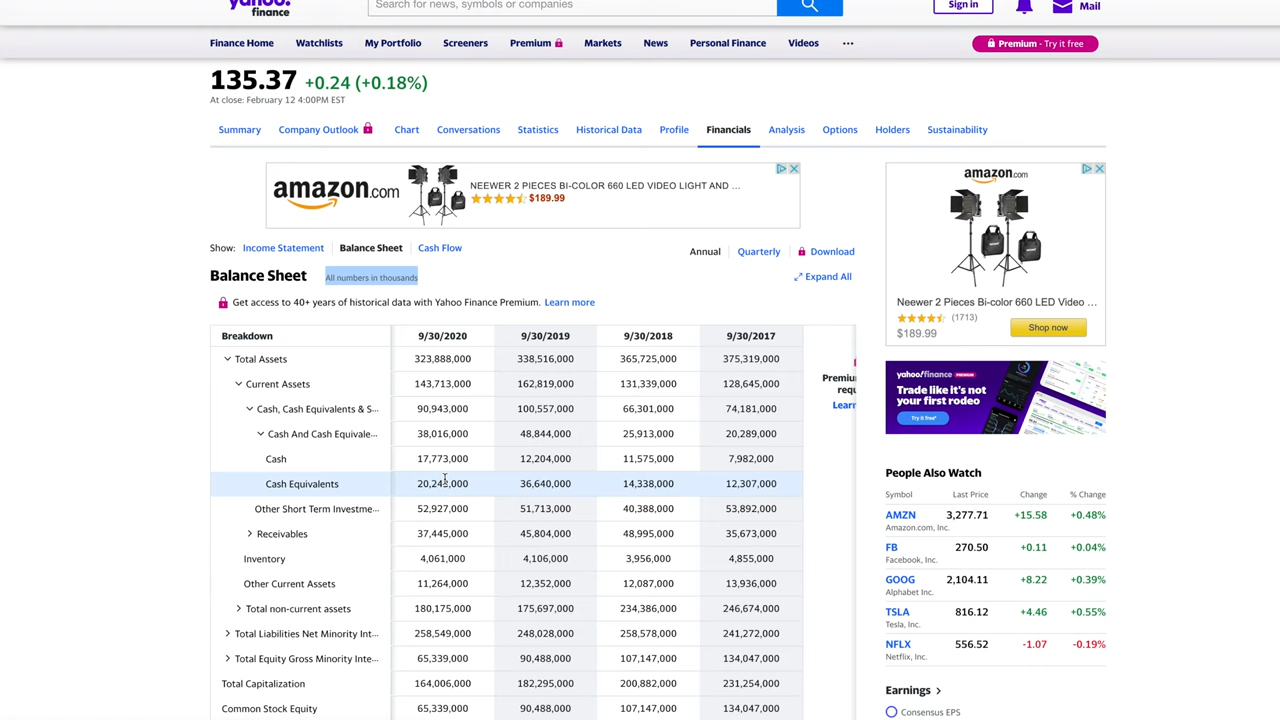 yahoo!
finance
Search for news, symbols or companies
Sign in
Mail
Finance Home Watchlists My Portfolio Screeners Premium Markets News Personal Finance Videos ...
Premium - Try it free
135.37 +0.24 (+0.18%)
At close: February 12 4:00PM EST
Summary Company Outlook Chart Conversations Statistics Historical Data Profile Financials Analysis Options Holders Sustainability
amazon.com
NEEWER 2 PIECES BI-COLOR 660 LED VIDEO LIGHT AND ...
$189.99
Show: Income Statement Balance Sheet Cash Flow
Annual Quarterly Download
Balance Sheet All numbers in thousands
Expand All
Get access to 40+ years of historical data with Yahoo Finance Premium. Learn more
Breakdown 9/30/2020 9/30/2019 9/30/2018 9/30/2017
Total Assets 323,888,000 338,516,000 365,725,000 375,319,000
Current Assets 143,713,000 162,819,000 131,339,000 128,645,000
Cash, Cash Equivalents & S... 90,943,000 100,557,000 66,301,000 74,181,000
Cash And Cash Equivale... 38,016,000 48,844,000 25,913,000 20,289,000
Cash 17,773,000 12,204,000 11,575,000 7,982,000
Cash Equivalents 20,243,000 36,640,000 14,338,000 12,307,000
Other Short Term Investme... 52,927,000 51,713,000 40,388,000 53,892,000
Receivables 37,445,000 45,804,000 48,995,000 35,673,000
Inventory 4,061,000 4,106,000 3,956,000 4,855,000
Other Current Assets 11,264,000 12,352,000 12,087,000 13,936,000
Total non-current assets 180,175,000 175,697,000 234,386,000 246,674,000
Total Liabilities Net Minority Int... 258,549,000 248,028,000 258,578,000 241,272,000
Total Equity Gross Minority Inte... 65,339,000 90,488,000 107,147,000 134,047,000
Total Capitalization 164,006,000 182,295,000 200,882,000 231,254,000
Common Stock Equity 65,339,000 90,488,000 107,147,000 134,047,000
Learn
amazon.com
Neewer 2 Pieces Bi-color 660 LED Video ...
(1713)
$189.99
Shop now
yahoo!finance PREMIUM
Trade like it's not
your first rodeo
Try it free*
People Also Watch
Symbol Last Price Change % Change
AMZN 3,277.71 +15.58 +0.48%
Amazon.com, Inc.
FB 270.50 +0.11 +0.04%
Facebook, Inc.
GOOG 2,104.11 +8.22 +0.39%
Alphabet Inc.
TSLA 816.12 +4.46 +0.55%
Tesla, Inc.
NFLX 556.52 -1.07 -0.19%
Netflix, Inc.
Earnings
Consensus EPS